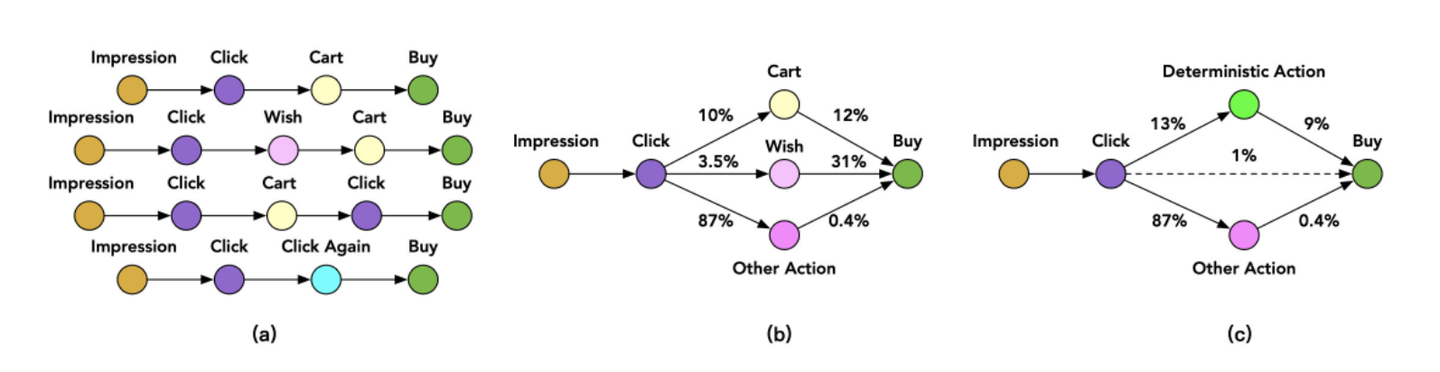 Impression Click Cart Buy
Impression Click Wish Cart Buy
Impression Click Cart Click Buy
Impression Click Click Again Buy
(a)
Cart
10% 12%
Impression Click Wish Buy
3.5% 31%
87% 0.4%
Other Action
(b)
Deterministic Action
13% 9%
Impression Click 1% Buy
87% 0.4%
Other Action
(c)